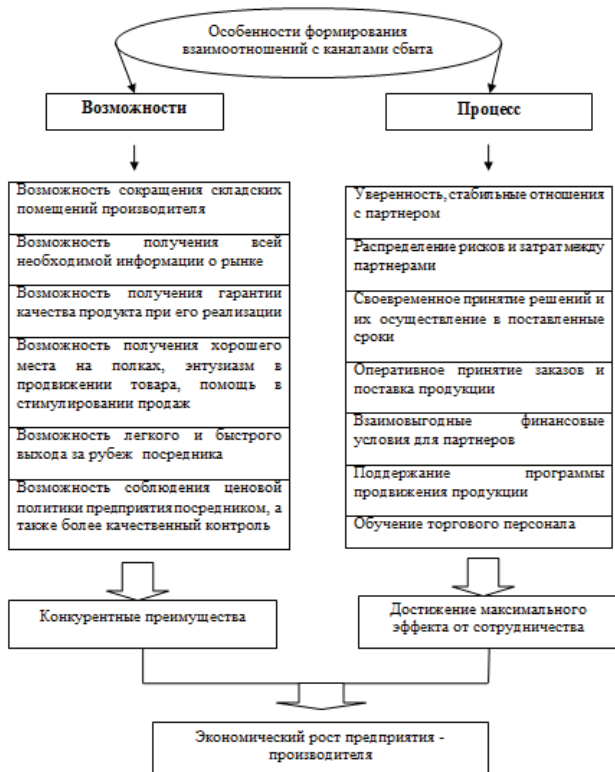 Особенности формирования
взаимоотношений с каналами сбыта
Возможности
Процесс
Возможность сокращения складских
помещений производителя
Возможность получения всей
необходимой информации о рынке
Возможность получения гарантии
качества продукта при его реализации
Возможность получения хорошего
места на полках, энтузиазм в
продвижении товара, помощь в
стимулировании продаж
Возможность легкого и быстрого
выхода за рубеж посредника
Возможность соблюдения ценовой
политики предприятия посредником, а
также более качественный контроль
Уверенность, стабильные отношения
с партнером
Распределение рисков и затрат между
партнерами
Своевременное принятие решений и
их осуществление в поставленные
сроки
Оперативное принятие заказов и
поставка продукции
Взаимовыгодные финансовые
условия для партнеров
Поддержание программы
продвижения продукции
Обучение торгового персонала
Конкурентные преимущества
Достижение максимального
эффекта от сотрудничества
Экономический рост предприятия -
производителя